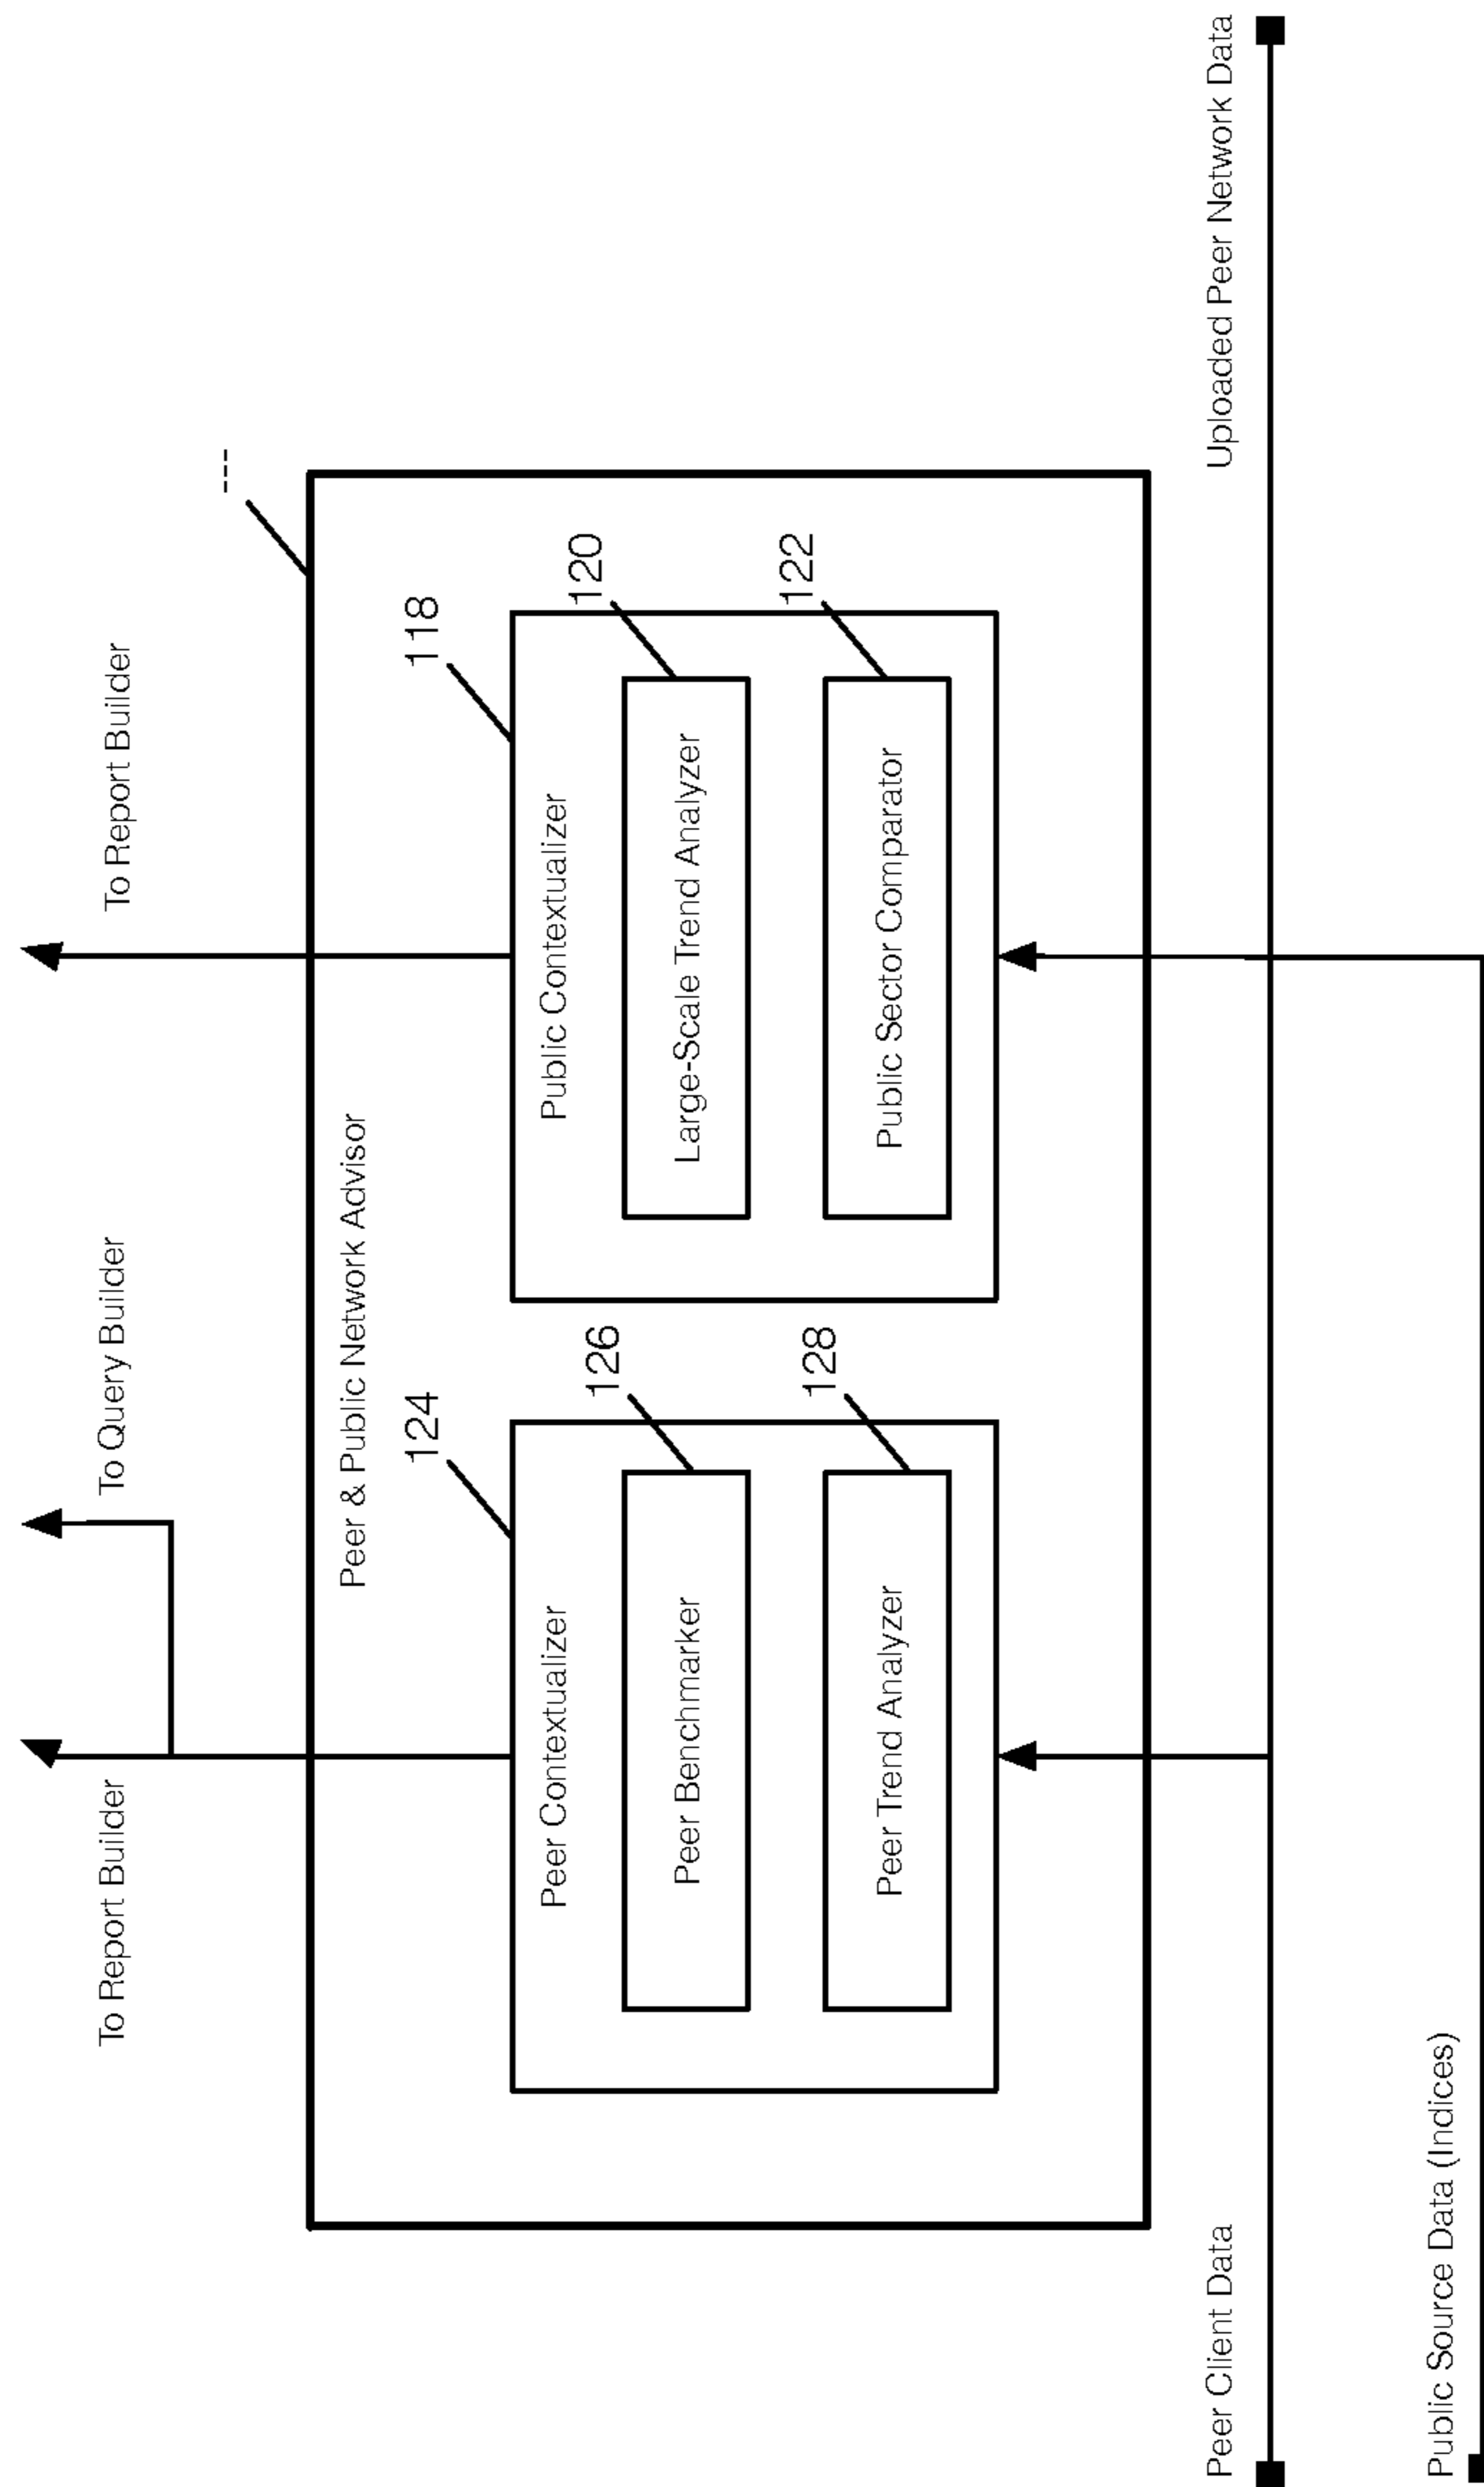 To Report Builder
To Query Builder
To Report Builder
---
Peer & Public Network Advisor
124
118
Peer Contextualizer
Public Contextualizer
126
120
Peer Benchmarker
Large-Scale Trend Analyzer
128
122
Peer Trend Analyzer
Public Sector Comparator
Peer Client Data
Uploaded Peer Network Data
Public Source Data (Indices)